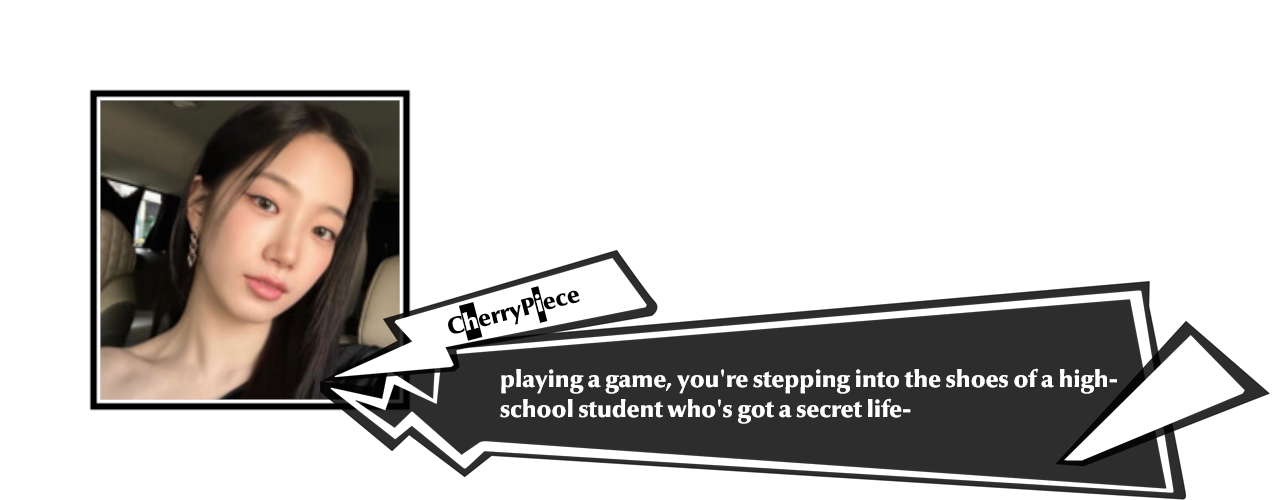 CherryPiece
playing a game, you're stepping into the shoes of a high-
school student who's got a secret life-